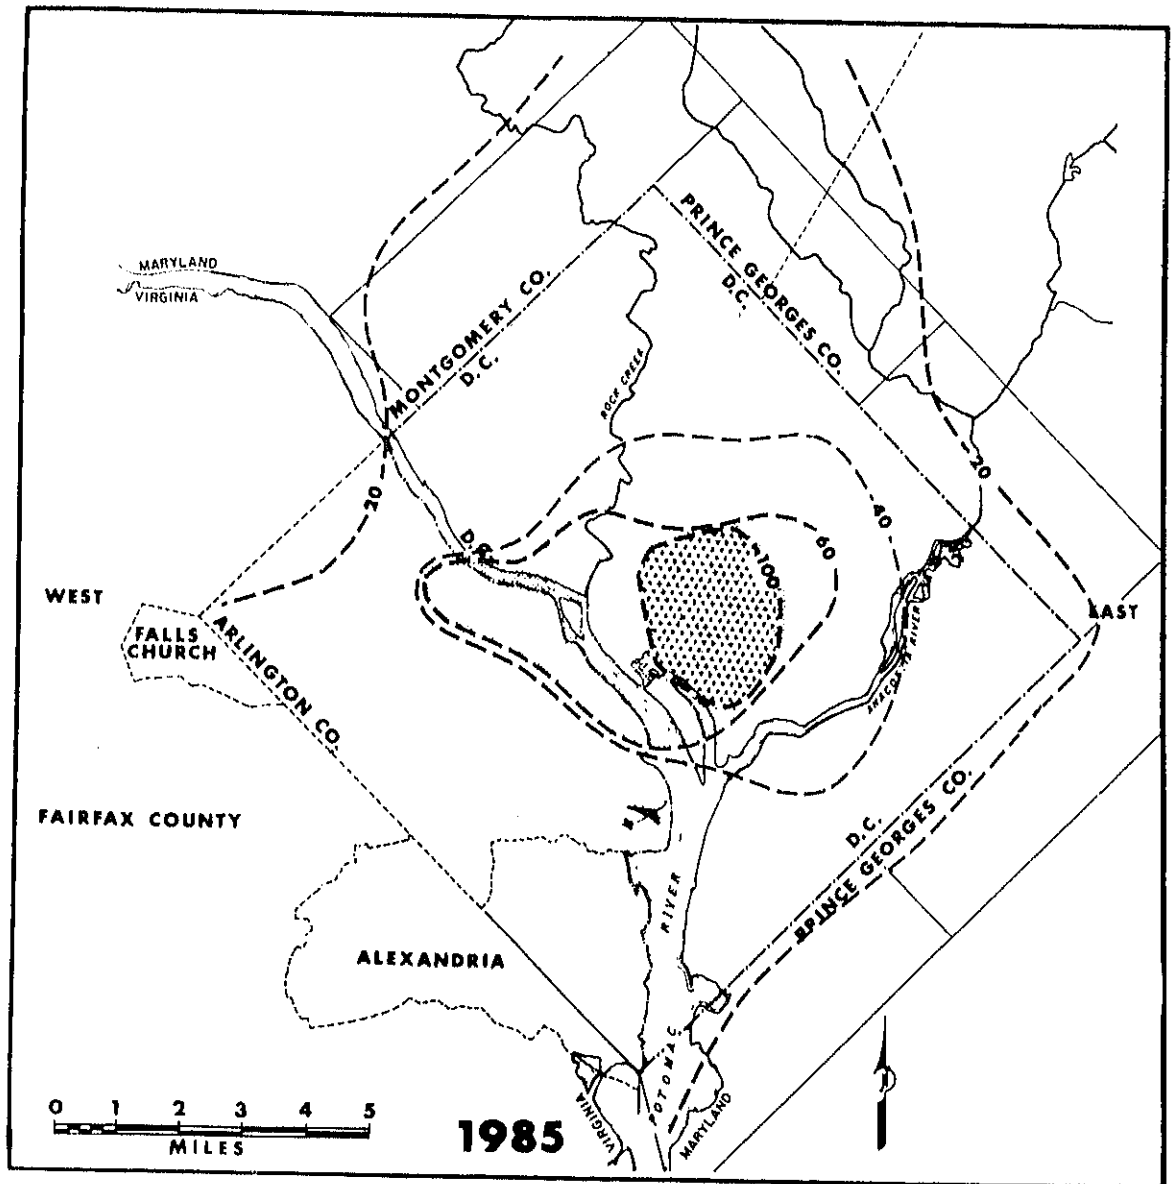 MARYLAND
VIRGINIA
MONTGOMERY CO.
D.C.
PRINCE GEORGES CO.
D.C.
ROCK CREEK
20
20
40
60
100
WEST
EAST
FALLS
CHURCH
ARLINGTON CO.
ANACOSTIA RIVER
FAIRFAX COUNTY
D.C.
PRINCE GEORGES CO.
ALEXANDRIA
POTOMAC RIVER
VIRGINIA
MARYLAND
0 1 2 3 4 5
MILES
1985